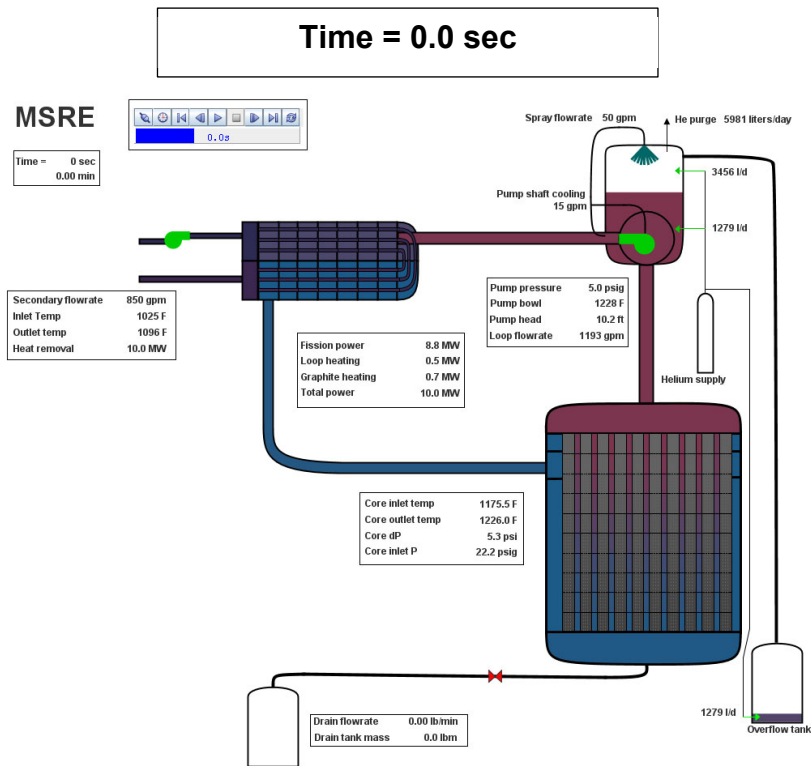 Time = 0.0 sec
MSRE
0.0s
Time = 0 sec
0.00 min
Spray flowrate 50 gpm
He purge 5981 liters/day
3456 l/d
Pump shaft cooling
15 gpm
1279 l/d
Secondary flowrate 850 gpm
Inlet Temp 1025 F
Outlet temp 1096 F
Heat removal 10.0 MW
Pump pressure 5.0 psig
Pump bowl 1228 F
Pump head 10.2 ft
Loop flowrate 1193 gpm
Fission power 8.8 MW
Loop heating 0.5 MW
Graphite heating 0.7 MW
Total power 10.0 MW
Helium supply
Core inlet temp 1175.5 F
Core outlet temp 1226.0 F
Core dP 5.3 psi
Core inlet P 22.2 psig
Drain flowrate 0.00 lb/min
Drain tank mass 0.0 lbm
1279 l/d
Overflow tank